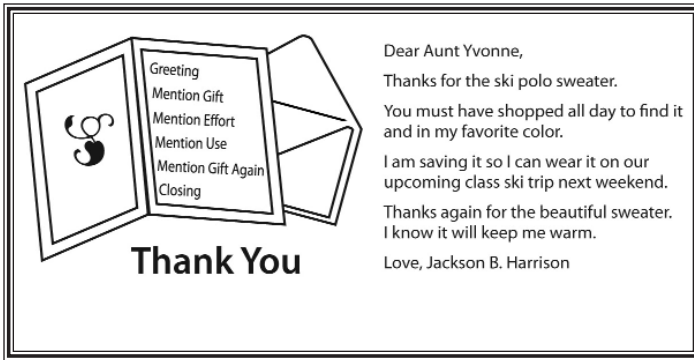 Greeting
Mention Gift
Mention Effort
Mention Use
Mention Gift Again
Closing
Thank You
Dear Aunt Yvonne,
Thanks for the ski polo sweater.
You must have shopped all day to find it
and in my favorite color.
I am saving it so I can wear it on our
upcoming class ski trip next weekend.
Thanks again for the beautiful sweater.
I know it will keep me warm.
Love, Jackson B. Harrison